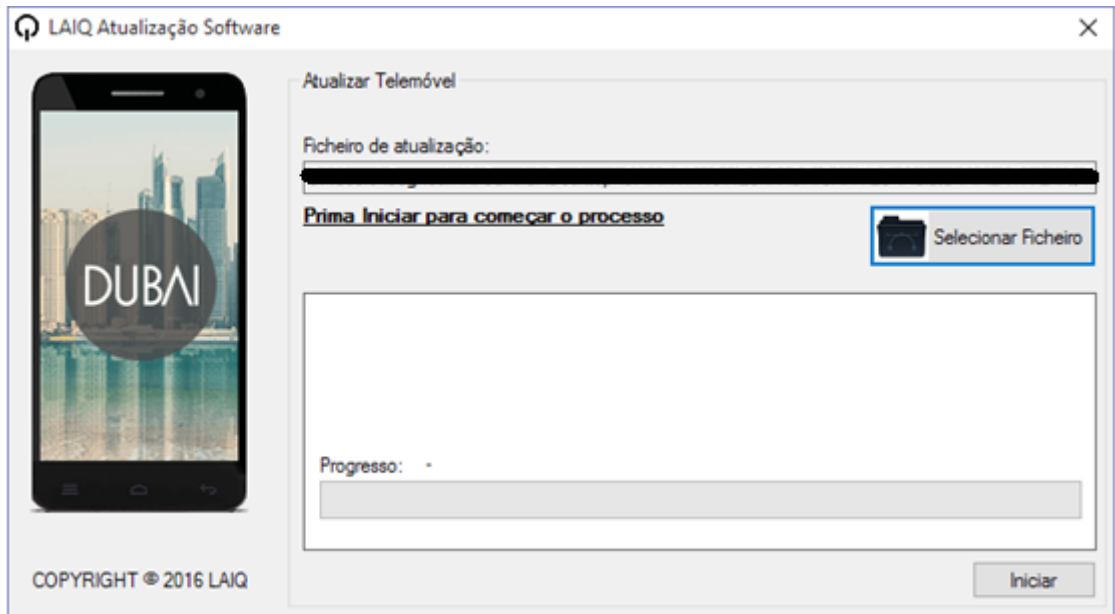 LAIQ Atualização Software
Atualizar Telemóvel
Ficheiro de atualização:
Prima Iniciar para começar o processo
Selecionar Ficheiro
DUBAI
Progresso: -
COPYRIGHT © 2016 LAIQ
Iniciar